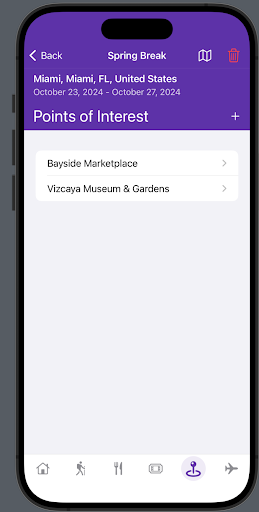 Back
Spring Break
Miami, Miami, FL, United States
October 23, 2024 - October 27, 2024
Points of Interest
+
Bayside Marketplace
Vizcaya Museum & Gardens